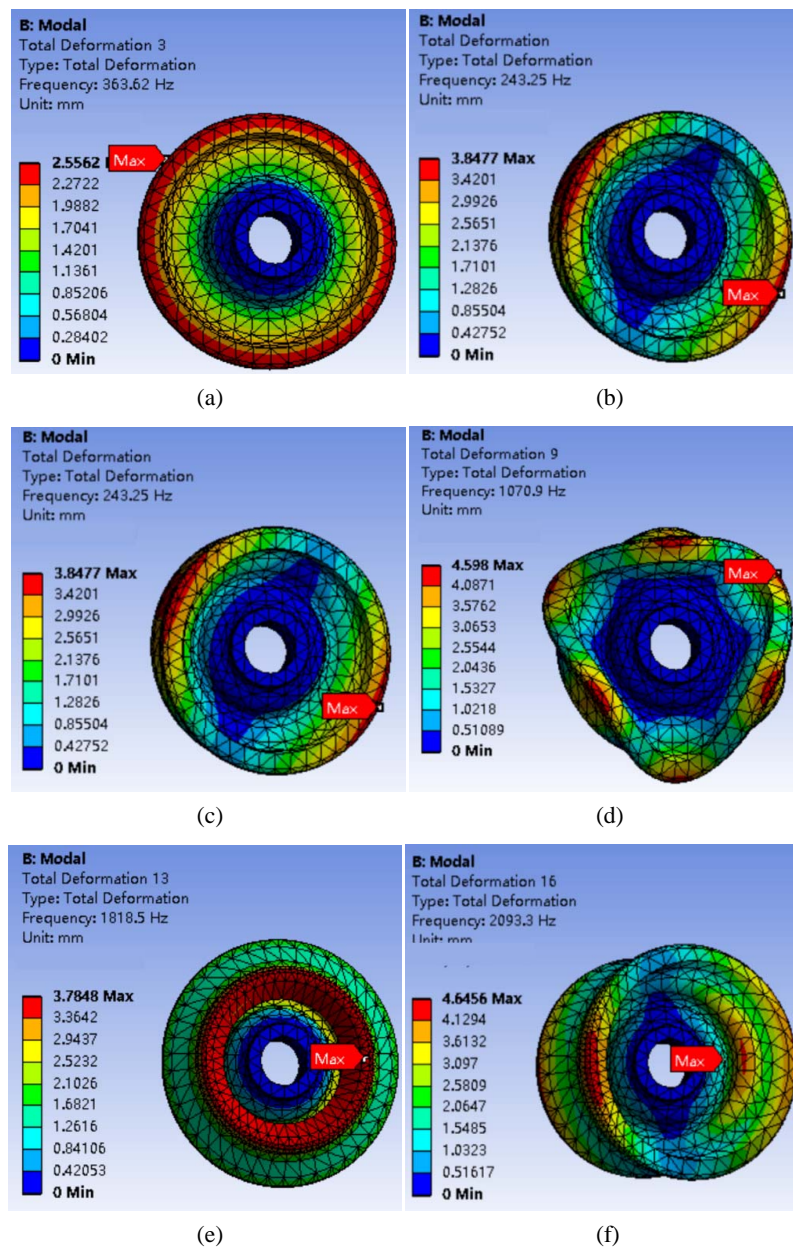 B: Modal
Total Deformation 3
Type: Total Deformation
Frequency: 363.62 Hz
Unit: mm
Max
2.5562
2.2722
1.9882
1.7041
1.4201
1.1361
0.85206
0.56804
0.28402
0 Min
(a)
B: Modal
Total Deformation
Type: Total Deformation
Frequency: 243.25 Hz
Unit: mm
3.8477 Max
3.4201
2.9926
2.5651
2.1376
1.7101
1.2826
0.85504
0.42752
0 Min
Max
(b)
B: Modal
Total Deformation
Type: Total Deformation
Frequency: 243.25 Hz
Unit: mm
3.8477 Max
3.4201
2.9926
2.5651
2.1376
1.7101
1.2826
0.85504
0.42752
0 Min
Max
(c)
B: Modal
Total Deformation 9
Type: Total Deformation
Frequency: 1070.9 Hz
Unit: mm
4.598 Max
4.0871
3.5762
3.0653
2.5544
2.0436
1.5327
1.0218
0.51089
0 Min
Max
(d)
B: Modal
Total Deformation 13
Type: Total Deformation
Frequency: 1818.5 Hz
Unit: mm
3.7848 Max
3.3642
2.9437
2.5232
2.1026
1.6821
1.2616
0.84106
0.42053
0 Min
Max
(e)
B: Modal
Total Deformation 16
Type: Total Deformation
Frequency: 2093.3 Hz
Unit: mm
4.6456 Max
4.1294
3.6132
3.097
2.5809
2.0647
1.5485
1.0323
0.51617
0 Min
Max
(f)